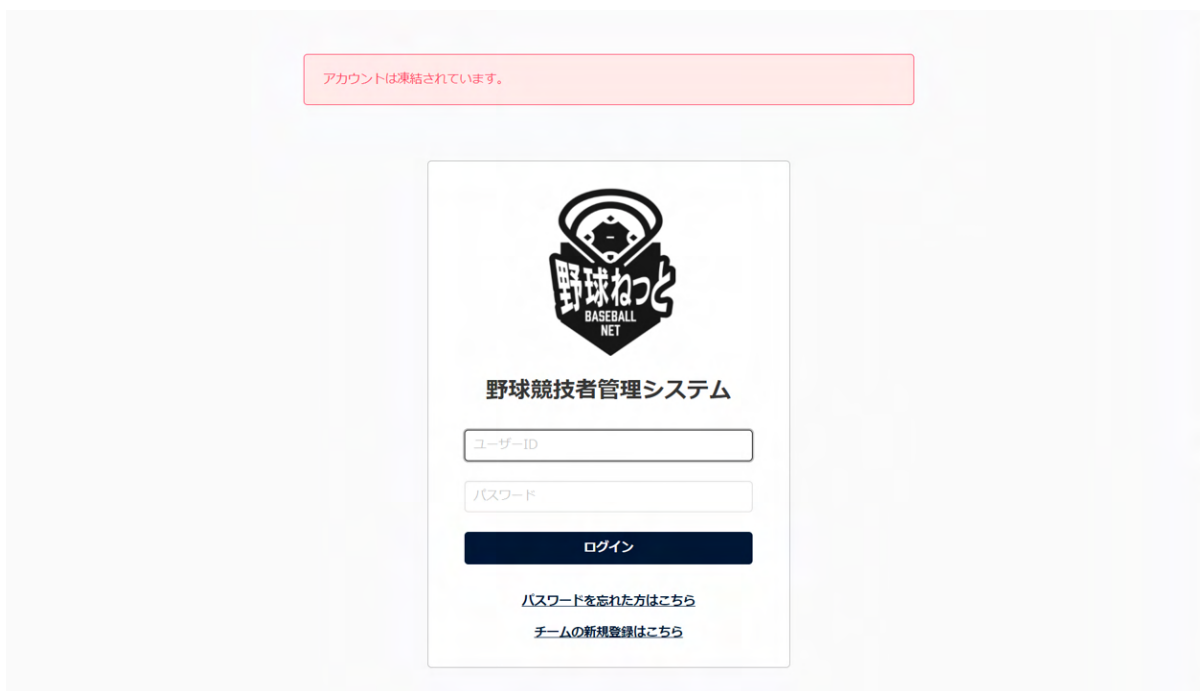 アカウントは凍結されています。
野球ねっと
BASEBALL
NET
野球競技者管理システム
ユーザーID
パスワード
ログイン
パスワードを忘れた方はこちら
チームの新規登録はこちら